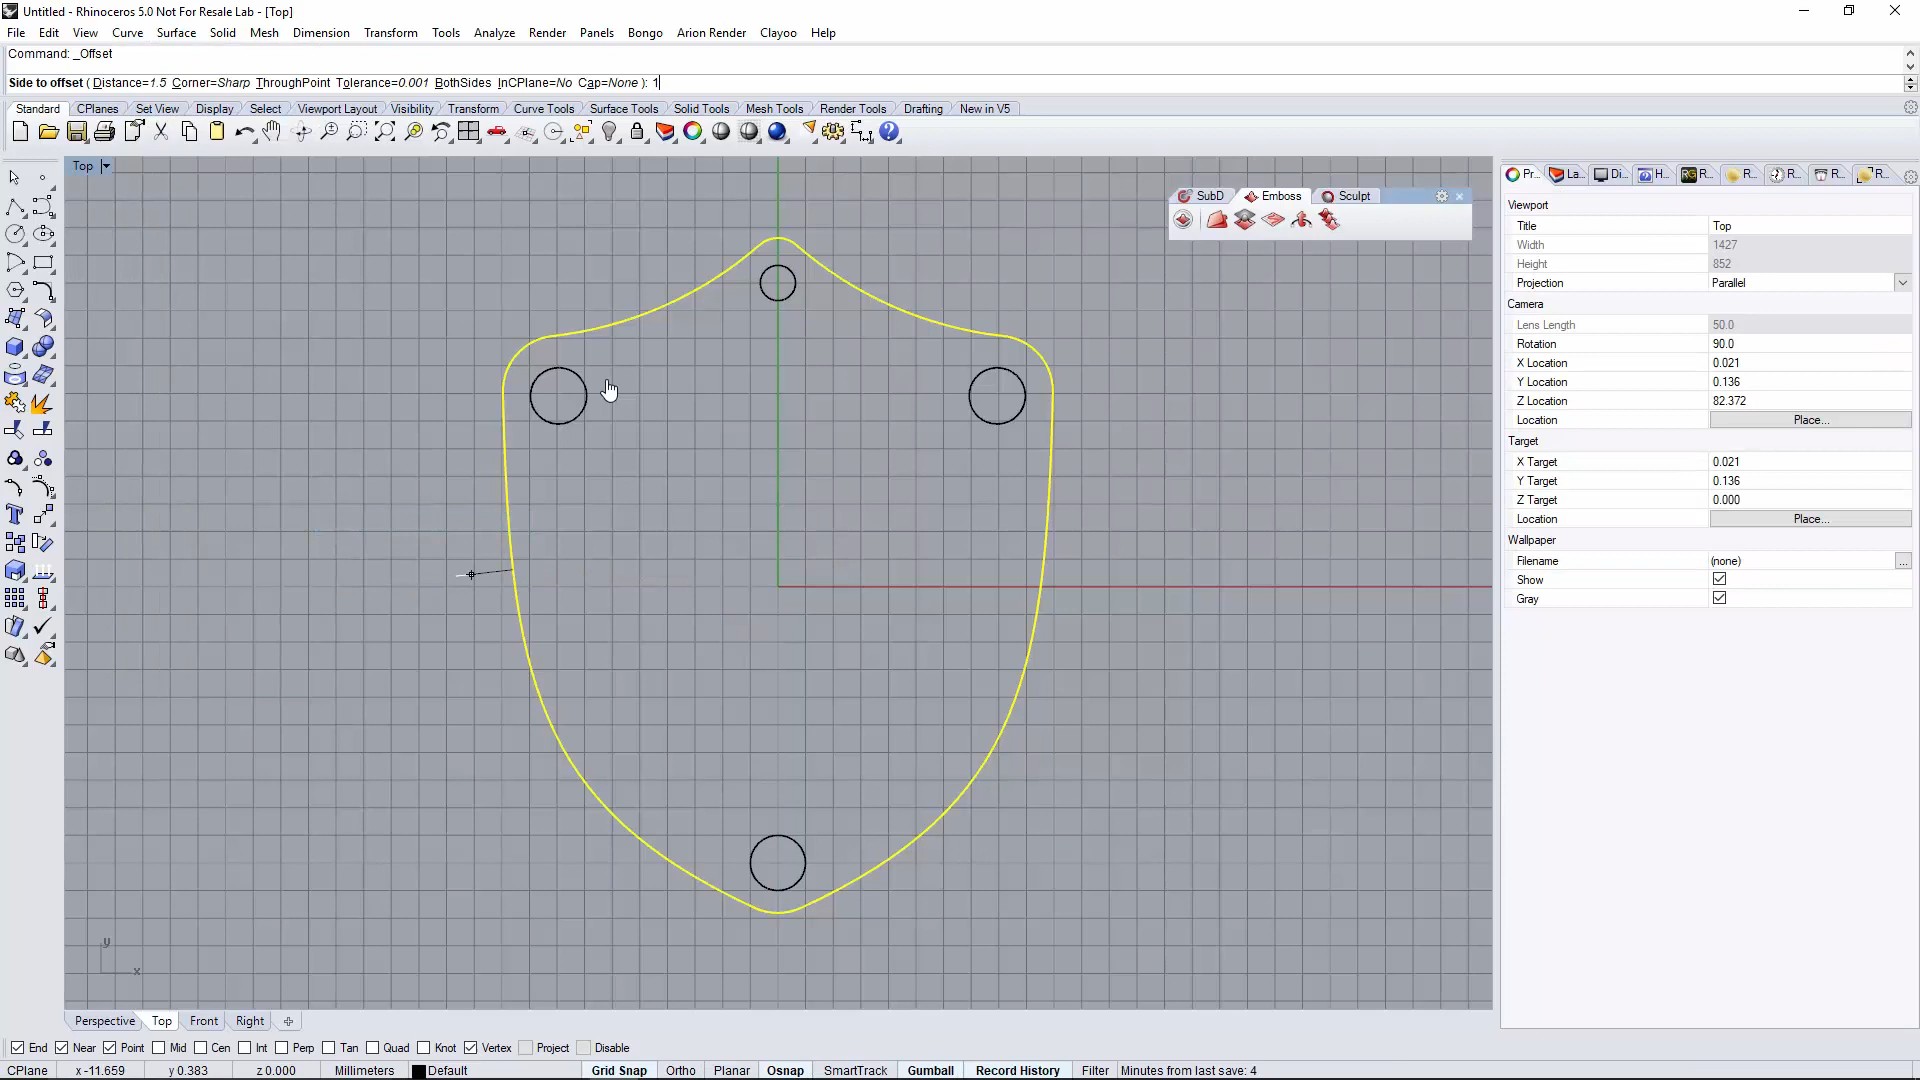 Untitled - Rhinoceros 5.0 Not For Resale Lab - [Top]
File Edit View Curve Surface Solid Mesh Dimension Transform Tools Analyze Render Panels Bongo Arion Render Clayoo Help
Command: _Offset
Side to offset ( Distance=1.5 Corner=Sharp ThroughPoint Tolerance=0.001 BothSides InCPlane=No Cap=None ): 1
Standard CPlanes Set View Display Select Viewport Layout Visibility Transform Curve Tools Surface Tools Solid Tools Mesh Tools Render Tools Drafting New in V5
Top
SubD Emboss Sculpt
Pr... La... Di... H... R... R... R... R... R...
Viewport
Title Top
Width 1427
Height 852
Projection Parallel
Camera
Lens Length 50.0
Rotation 90.0
X Location 0.021
Y Location 0.136
Z Location 82.372
Location Place...
Target
X Target 0.021
Y Target 0.136
Z Target 0.000
Location Place...
Wallpaper
Filename (none) ...
Show
Gray
y
x
Perspective Top Front Right
End Near Point Mid Cen Int Perp Tan Quad Knot Vertex Project Disable
CPlane x -11.659 y 0.383 z 0.000 Millimeters Default Grid Snap Ortho Planar Osnap SmartTrack Gumball Record History Filter Minutes from last save: 4